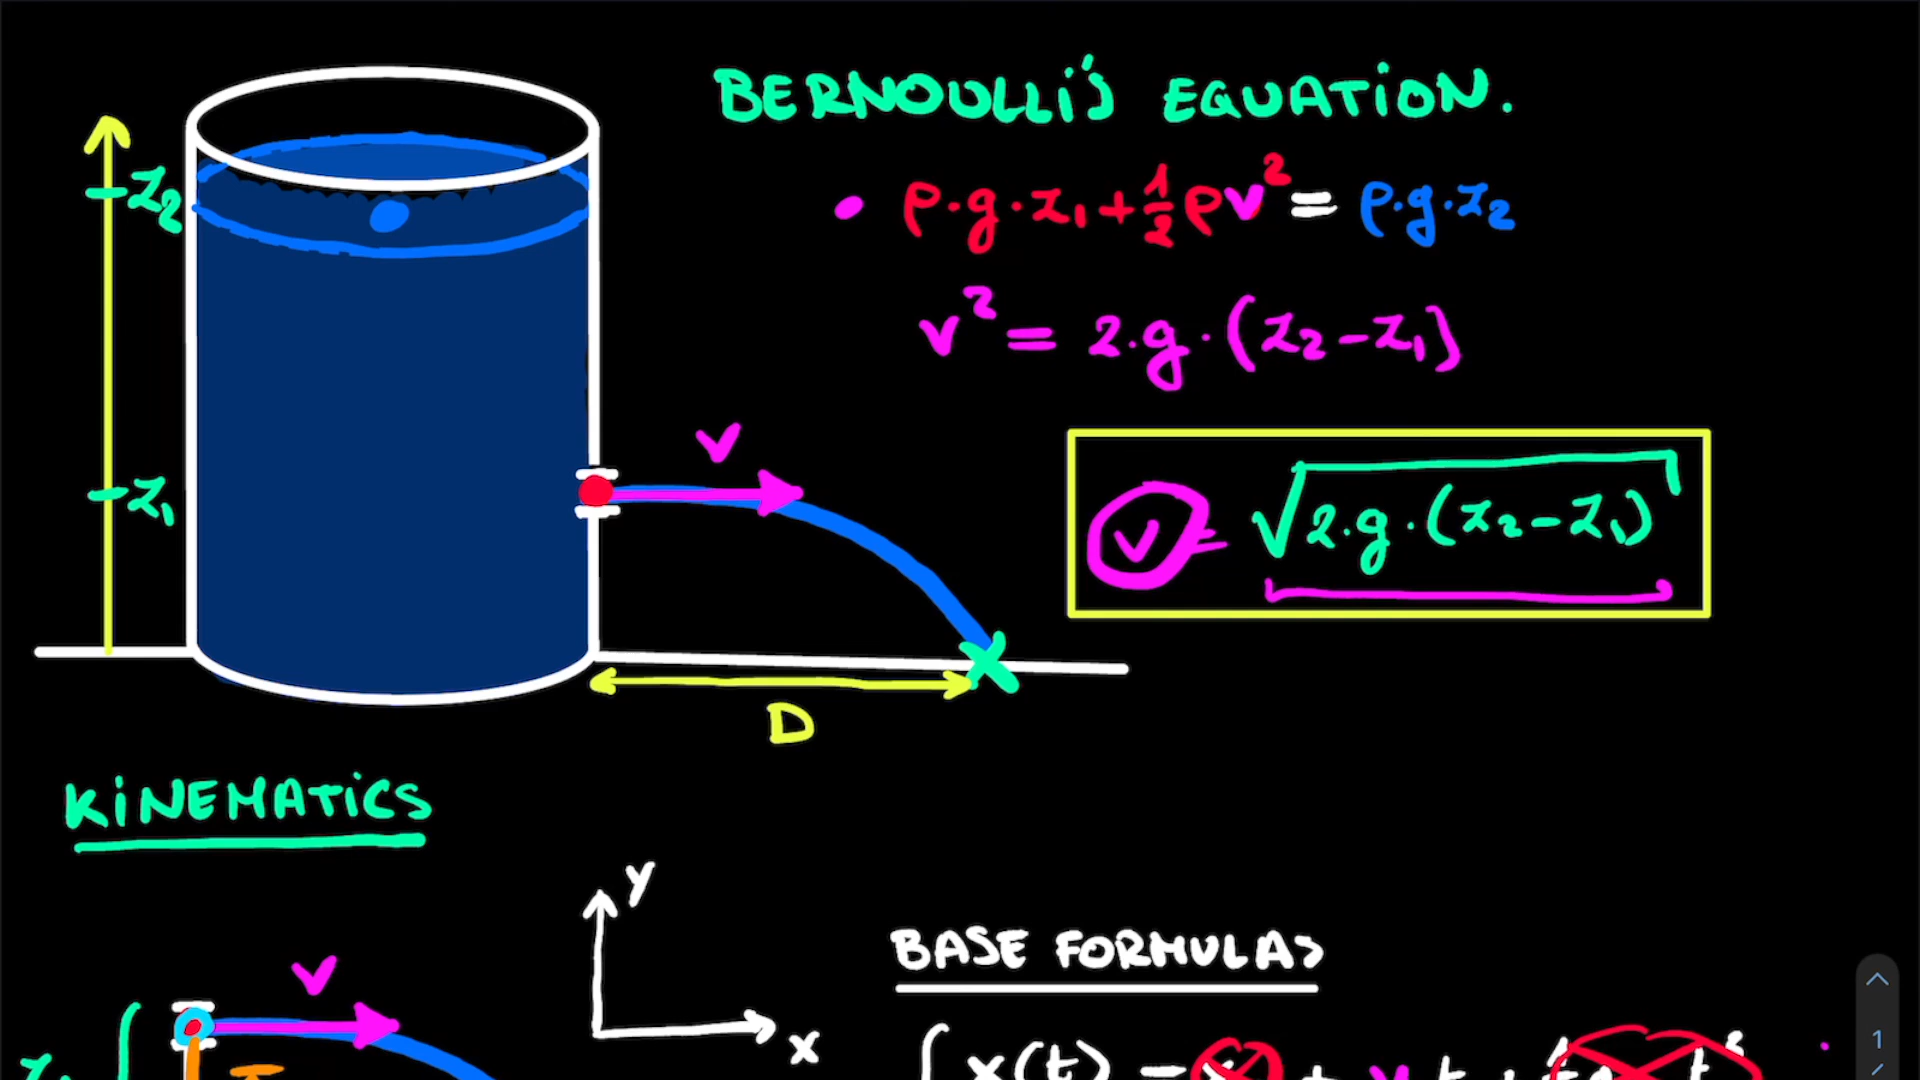 BERNOULLI'S EQUATION.
ρ·g·z₁+½ρv²=ρ·g·z₂
z₂
v²=2·g·(z₂-z₁)
v
z₁
v=√2·g·(z₂-z₁)
D
KINEMATICS
y
BASE FORMULAS
v
x
x(t) =